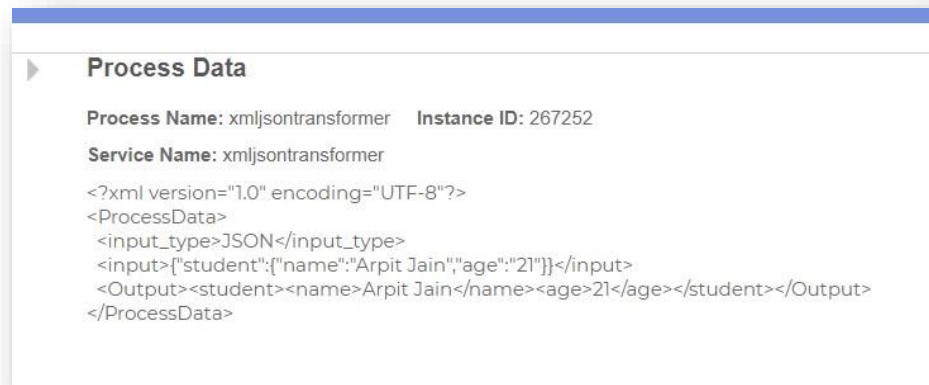 Process Data
Process Name: xmljsontransformer Instance ID: 267252
Service Name: xmljsontransformer
<?xml version="1.0" encoding="UTF-8"?>
<ProcessData>
<input_type>JSON</input_type>
<input>{"student":{"name":"Arpit Jain","age":"21"}}</input>
<Output><student><name>Arpit Jain</name><age>21</age></student></Output>
</ProcessData>